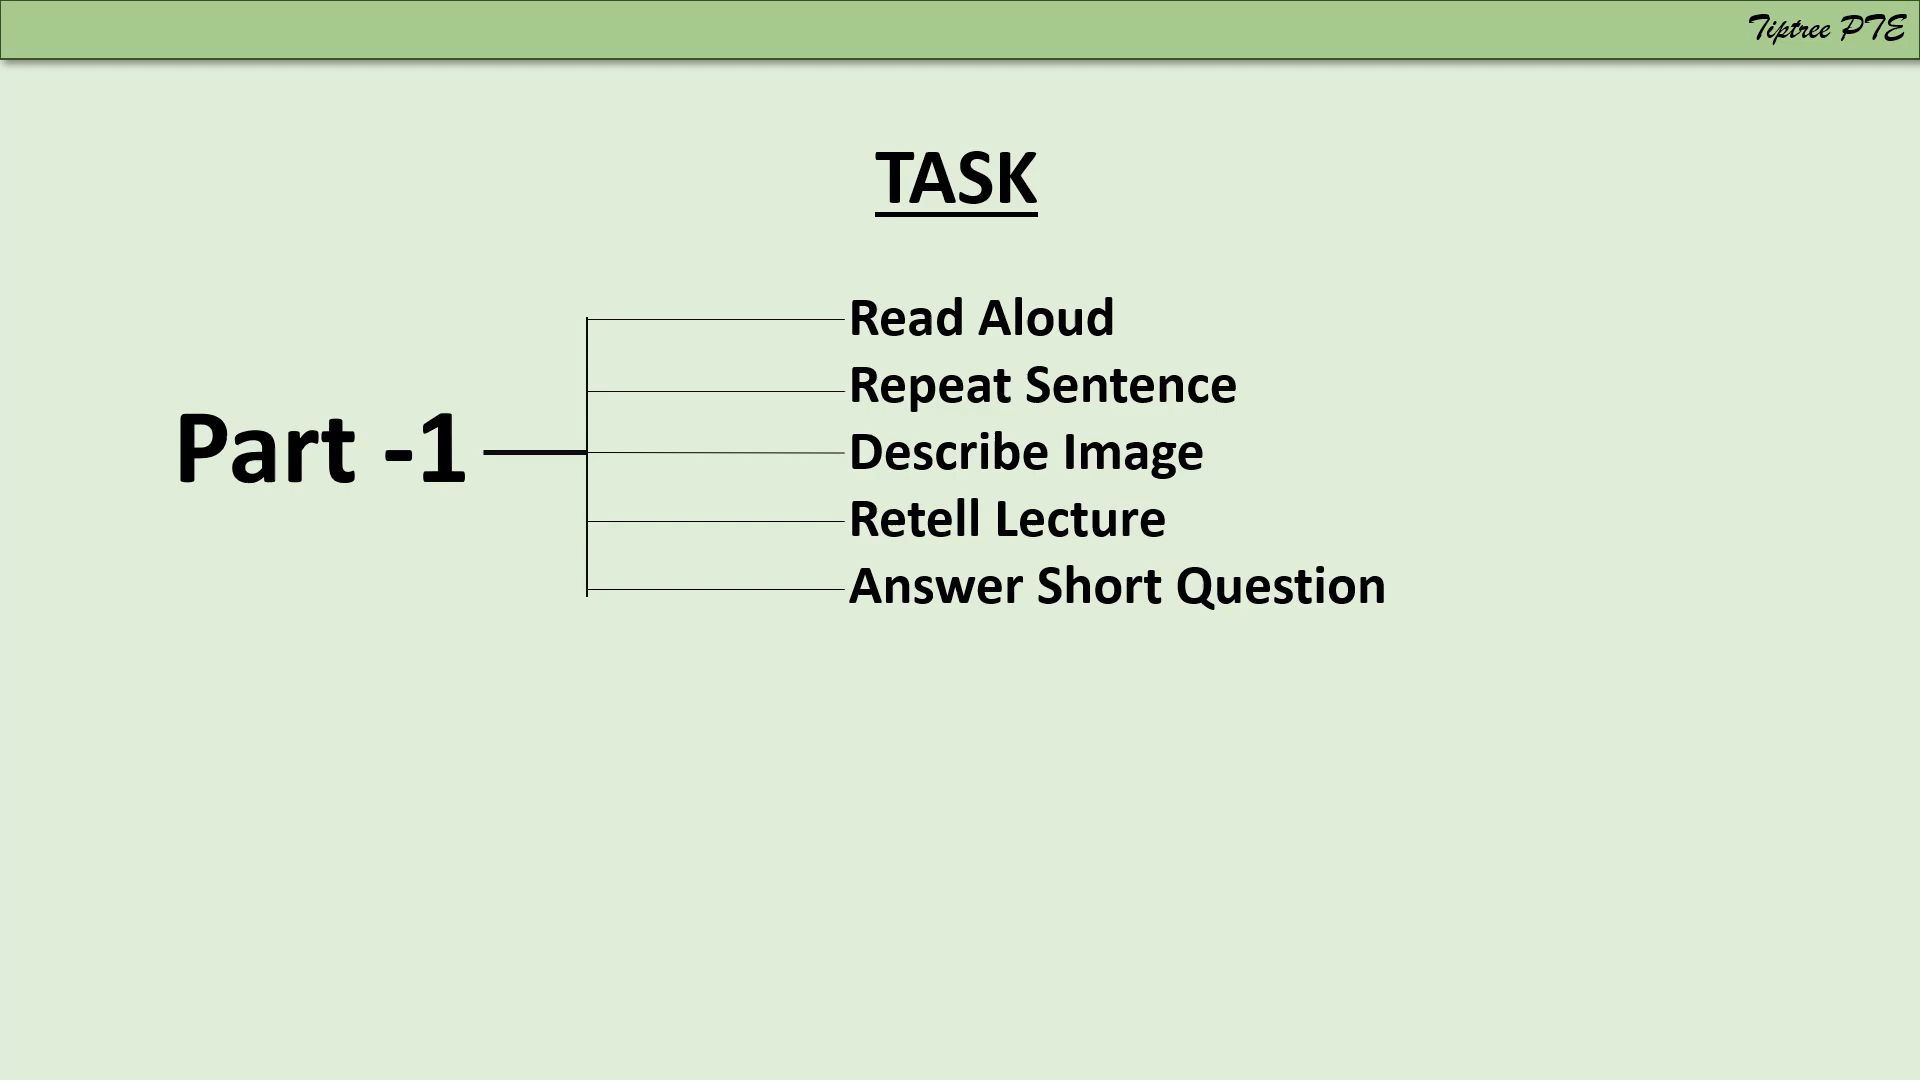 Tiptree PTE
TASK
Part -1
Read Aloud
Repeat Sentence
Describe Image
Retell Lecture
Answer Short Question